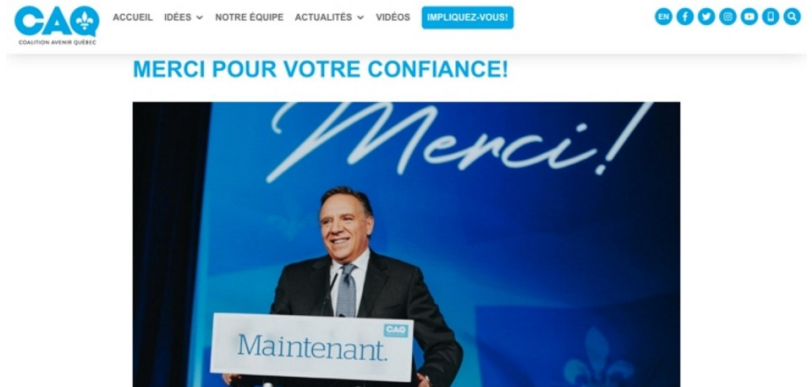 CAQ
COALITION AVENIR QUÉBEC
ACCUEIL IDÉES NOTRE ÉQUIPE ACTUALITÉS VIDÉOS IMPLIQUEZ-VOUS! EN
MERCI POUR VOTRE CONFIANCE!
Merci!
CAQ
Maintenant.